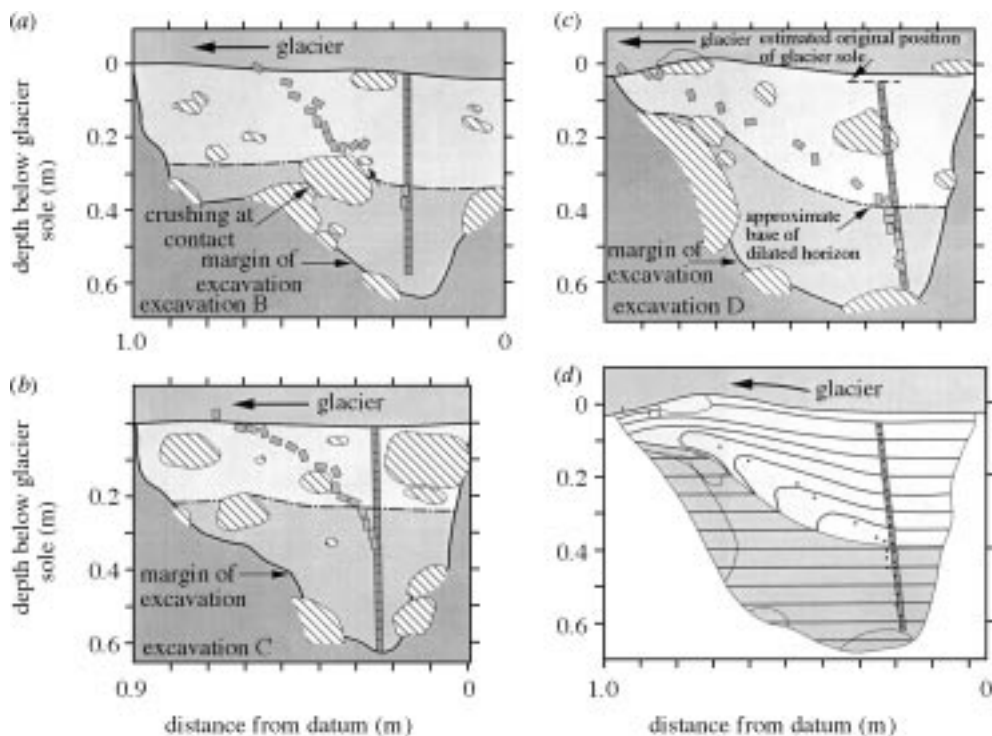 (a)
glacier
0
0.2
0.4
0.6
depth below glacier
sole (m)
crushing at
contact
margin of
excavation
excavation B
1.0
0
(c)
glacier
estimated original position
of glacier sole
0
0.2
0.4
0.6
approximate
base of
dilated horizon
margin of
excavation
excavation D
(b)
glacier
0
0.2
0.4
0.6
depth below glacier
sole (m)
margin of
excavation
excavation C
0.9
0
distance from datum (m)
(d)
glacier
0
0.2
0.4
0.6
1.0
0
distance from datum (m)